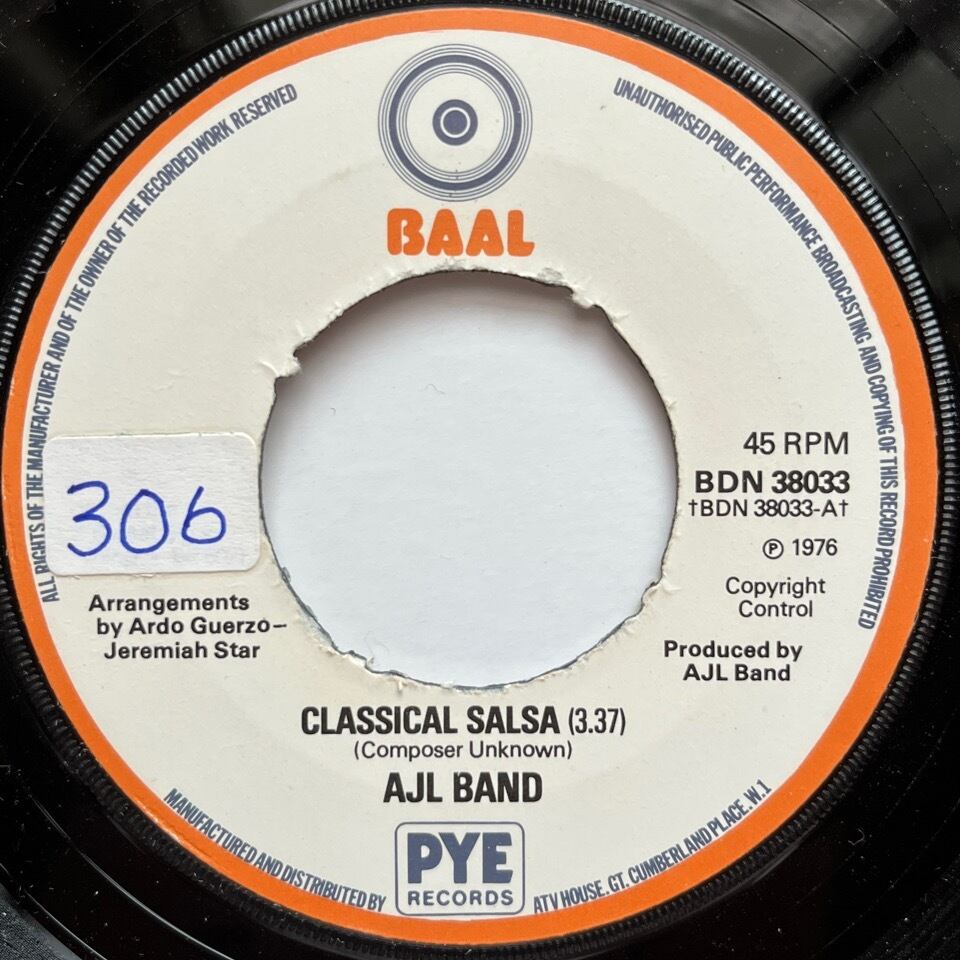 ALL RIGHTS OF THE MANUFACTURER AND OF THE OWNER OF THE RECORDED WORK RESERVED
UNAUTHORISED PUBLIC PERFORMANCE BROADCASTING AND COPYING OF THIS RECORD PROHIBITED
BAAL
45 RPM
BDN 38033
†BDN 38033-A†
℗ 1976
Copyright
Control
Produced by
AJL Band
306
Arrangements
by Ardo Guerzo–
Jeremiah Star
CLASSICAL SALSA (3.37)
(Composer Unknown)
AJL BAND
MANUFACTURED AND DISTRIBUTED BY
PYE
RECORDS
ATV HOUSE. GT. CUMBERLAND PLACE. W.1